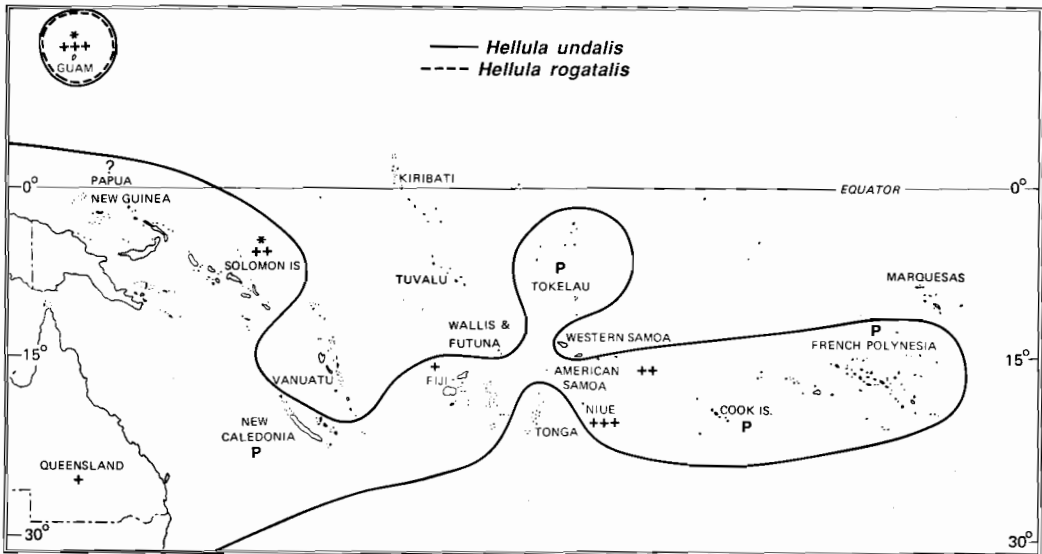 Hellula undalis
Hellula rogatalis
*
+++
GUAM
?
PAPUA
NEW GUINEA
KIRIBATI
0°
EQUATOR
0°
*
++
SOLOMON IS
TUVALU
P
TOKELAU
MARQUESAS
WALLIS &
FUTUNA
WESTERN SAMOA
P
FRENCH POLYNESIA
15°
15°
VANUATU
+
FIJI
AMERICAN
SAMOA
++
NEW
CALEDONIA
P
TONGA
NIUE
+++
COOK IS.
P
QUEENSLAND
+
30°
30°